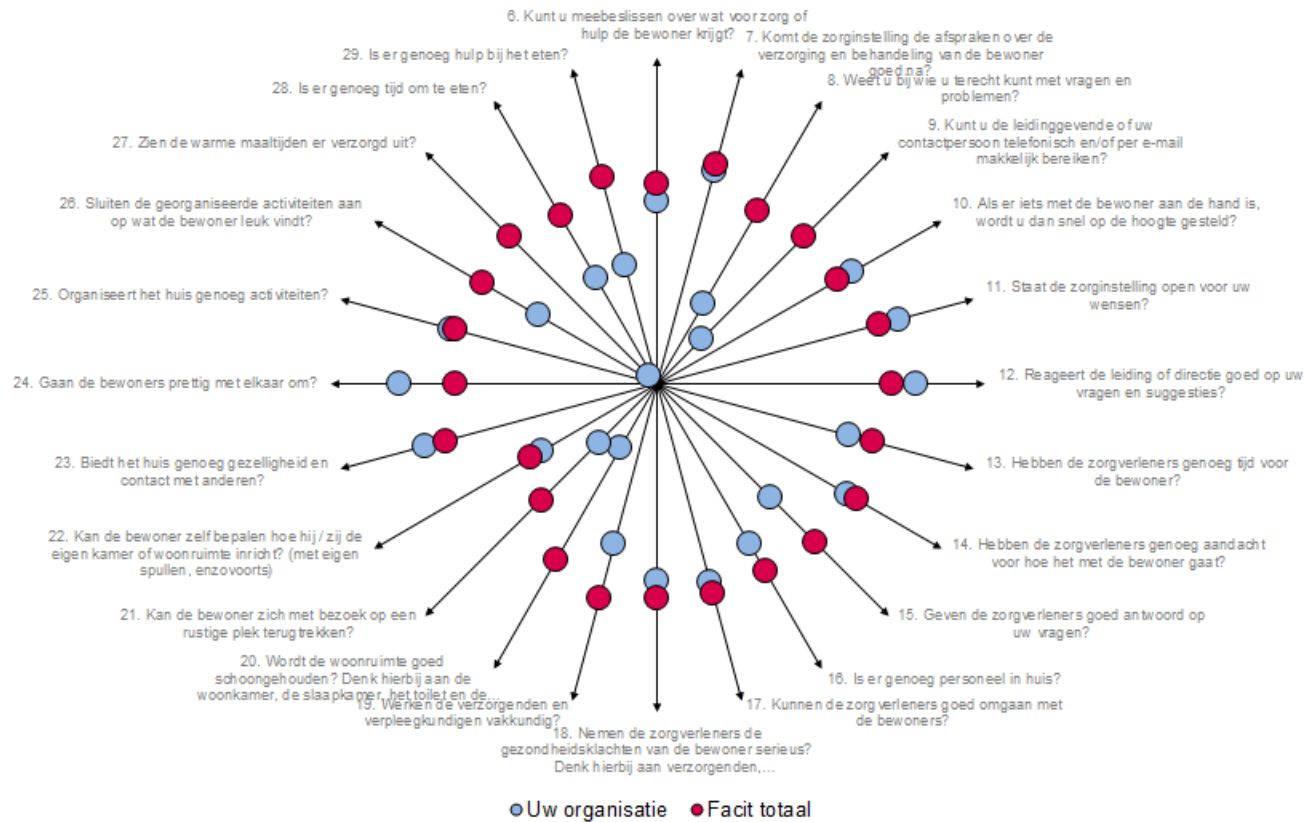 6. Kunt u meebeslissen over wat voor zorg of
hulp de bewoner krijgt?
7. Komt de zorginstelling de afspraken over de
verzorging en behandeling van de bewoner
goed na?
8. Weet u bij wie u terecht kunt met vragen en
problemen?
9. Kunt u de leidinggevende of uw
contactpersoon telefonisch en/of per e-mail
makkelijk bereiken?
10. Als er iets met de bewoner aan de hand is,
wordt u dan snel op de hoogte gesteld?
11. Staat de zorginstelling open voor uw
wensen?
12. Reageert de leiding of directie goed op uw
vragen en suggesties?
13. Hebben de zorgverleners genoeg tijd voor
de bewoner?
14. Hebben de zorgverleners genoeg aandacht
voor hoe het met de bewoner gaat?
15. Geven de zorgverleners goed antwoord op
uw vragen?
16. Is er genoeg personeel in huis?
17. Kunnen de zorgverleners goed omgaan met
de bewoners?
18. Nemen de zorgverleners de
gezondheidsklachten van de bewoner serieus?
Denk hierbij aan verzorgenden,...
19. Werken de verzorgenden en
verpleegkundigen vakkundig?
20. Wordt de woonruimte goed
schoongehouden? Denk hierbij aan de
woonkamer, de slaapkamer, het toilet en de...
21. Kan de bewoner zich met bezoek op een
rustige plek terugtrekken?
22. Kan de bewoner zelf bepalen hoe hij / zij de
eigen kamer of woonruimte inricht? (met eigen
spullen, enzovoorts)
23. Biedt het huis genoeg gezelligheid en
contact met anderen?
24. Gaan de bewoners prettig met elkaar om?
25. Organiseert het huis genoeg activiteiten?
26. Sluiten de georganiseerde activiteiten aan
op wat de bewoner leuk vindt?
27. Zien de warme maaltijden er verzorgd uit?
28. Is er genoeg tijd om te eten?
29. Is er genoeg hulp bij het eten?
Uw organisatie
Facit totaal